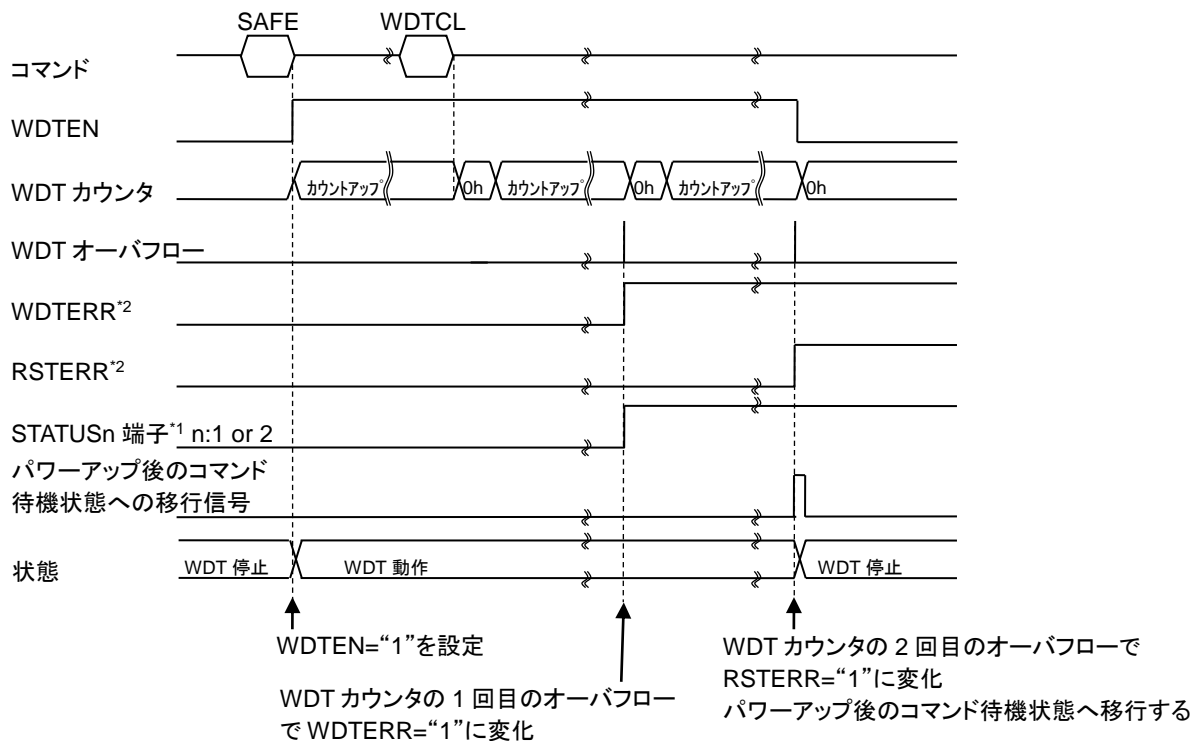 SAFE WDTCL
コマンド
WDTEN
WDT カウンタ カウントアップ 0h カウントアップ 0h カウントアップ 0h
WDT オーバフロー
WDTERR*2
RSTERR*2
STATUSn 端子*1 n:1 or 2
パワーアップ後のコマンド
待機状態への移行信号
状態 WDT 停止 WDT 動作 WDT 停止
WDTEN=“1”を設定
WDT カウンタの 1 回目のオーバフロー
で WDTERR=“1”に変化
WDT カウンタの 2 回目のオーバフローで
RSTERR=“1”に変化
パワーアップ後のコマンド待機状態へ移行する